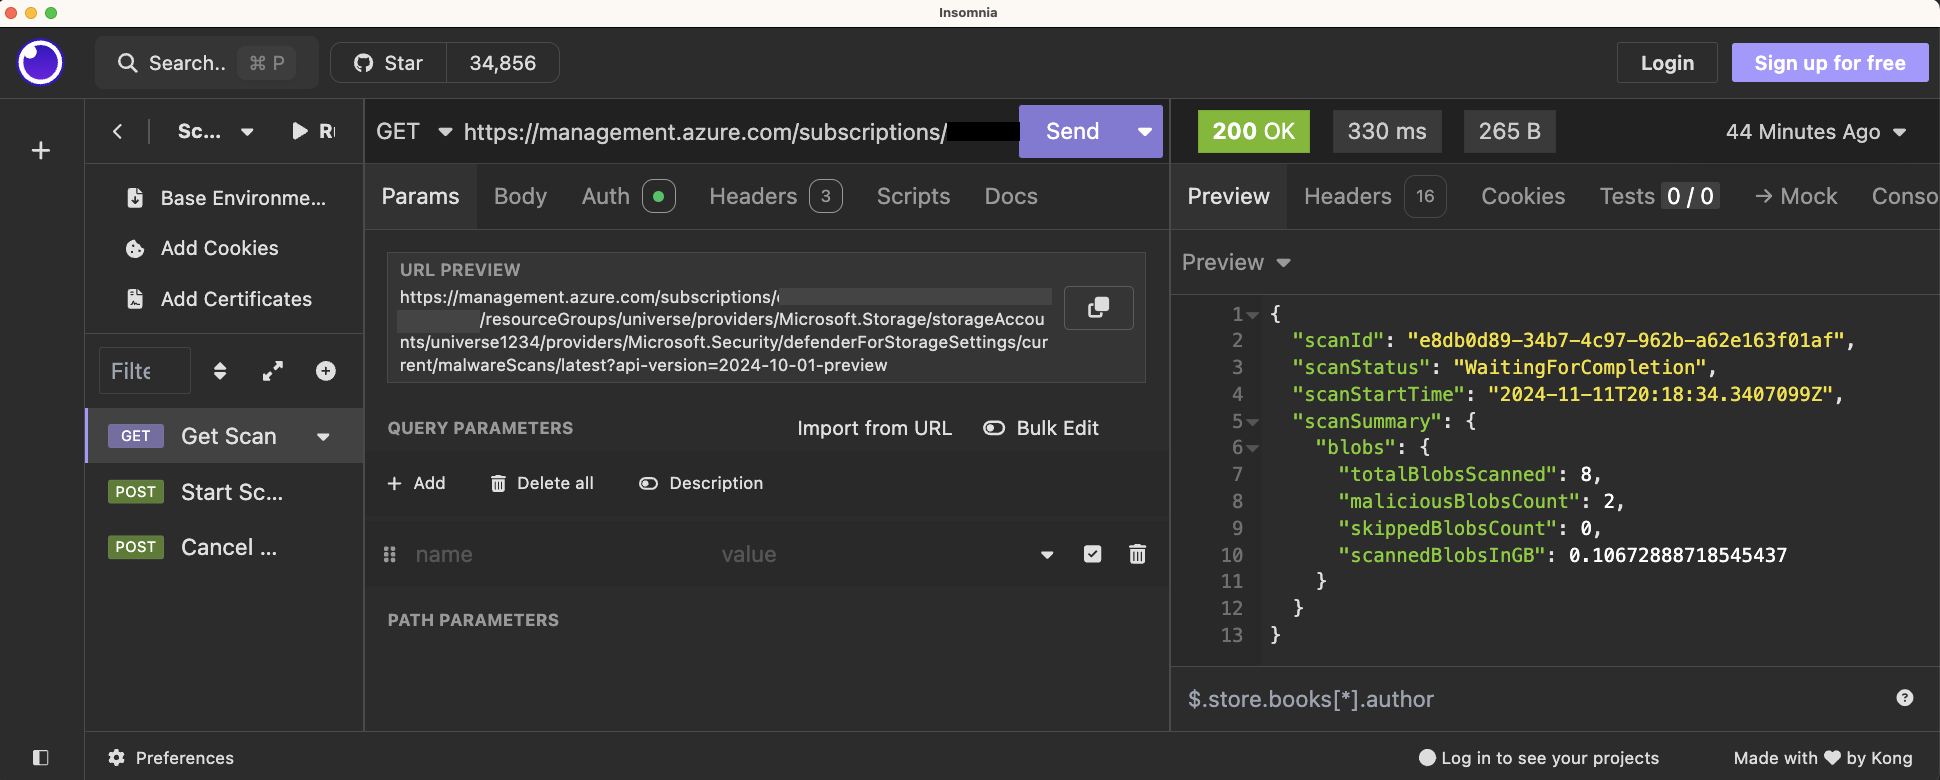 Insomnia
Search.. ⌘ P
Star 34,856
Login
Sign up for free
Sc...
GET https://management.azure.com/subscriptions/
Send
200 OK
330 ms
265 B
44 Minutes Ago
Base Environme...
Add Cookies
Add Certificates
GET Get Scan
POST Start Sc...
POST Cancel ...
Params Body Auth Headers 3 Scripts Docs
URL PREVIEW
https://management.azure.com/subscriptions/
/resourceGroups/universe/providers/Microsoft.Storage/storageAccou
nts/universe1234/providers/Microsoft.Security/defenderForStorageSettings/cur
rent/malwareScans/latest?api-version=2024-10-01-preview
QUERY PARAMETERS Import from URL Bulk Edit
Add Delete all Description
name value
PATH PARAMETERS
Preview Headers 16 Cookies Tests 0 / 0 → Mock Conso
Preview
1 {
2 "scanId": "e8db0d89-34b7-4c97-962b-a62e163f01af",
3 "scanStatus": "WaitingForCompletion",
4 "scanStartTime": "2024-11-11T20:18:34.3407099Z",
5 "scanSummary": {
6 "blobs": {
7 "totalBlobsScanned": 8,
8 "maliciousBlobsCount": 2,
9 "skippedBlobsCount": 0,
10 "scannedBlobsInGB": 0.10672888718545437
11 }
12 }
13 }
$.store.books[*].author
Preferences
Log in to see your projects
Made with ❤ by Kong